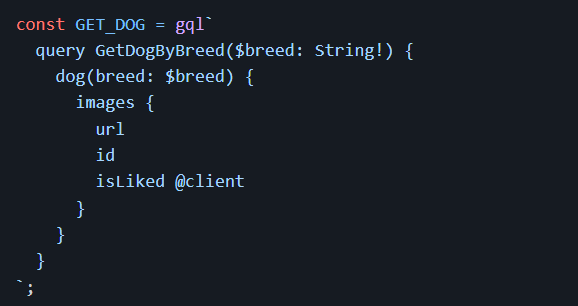 const GET_DOG = gql`
  query GetDogByBreed($breed: String!) {
    dog(breed: $breed) {
      images {
        url
        id
        isLiked @client
      }
    }
  }
`;